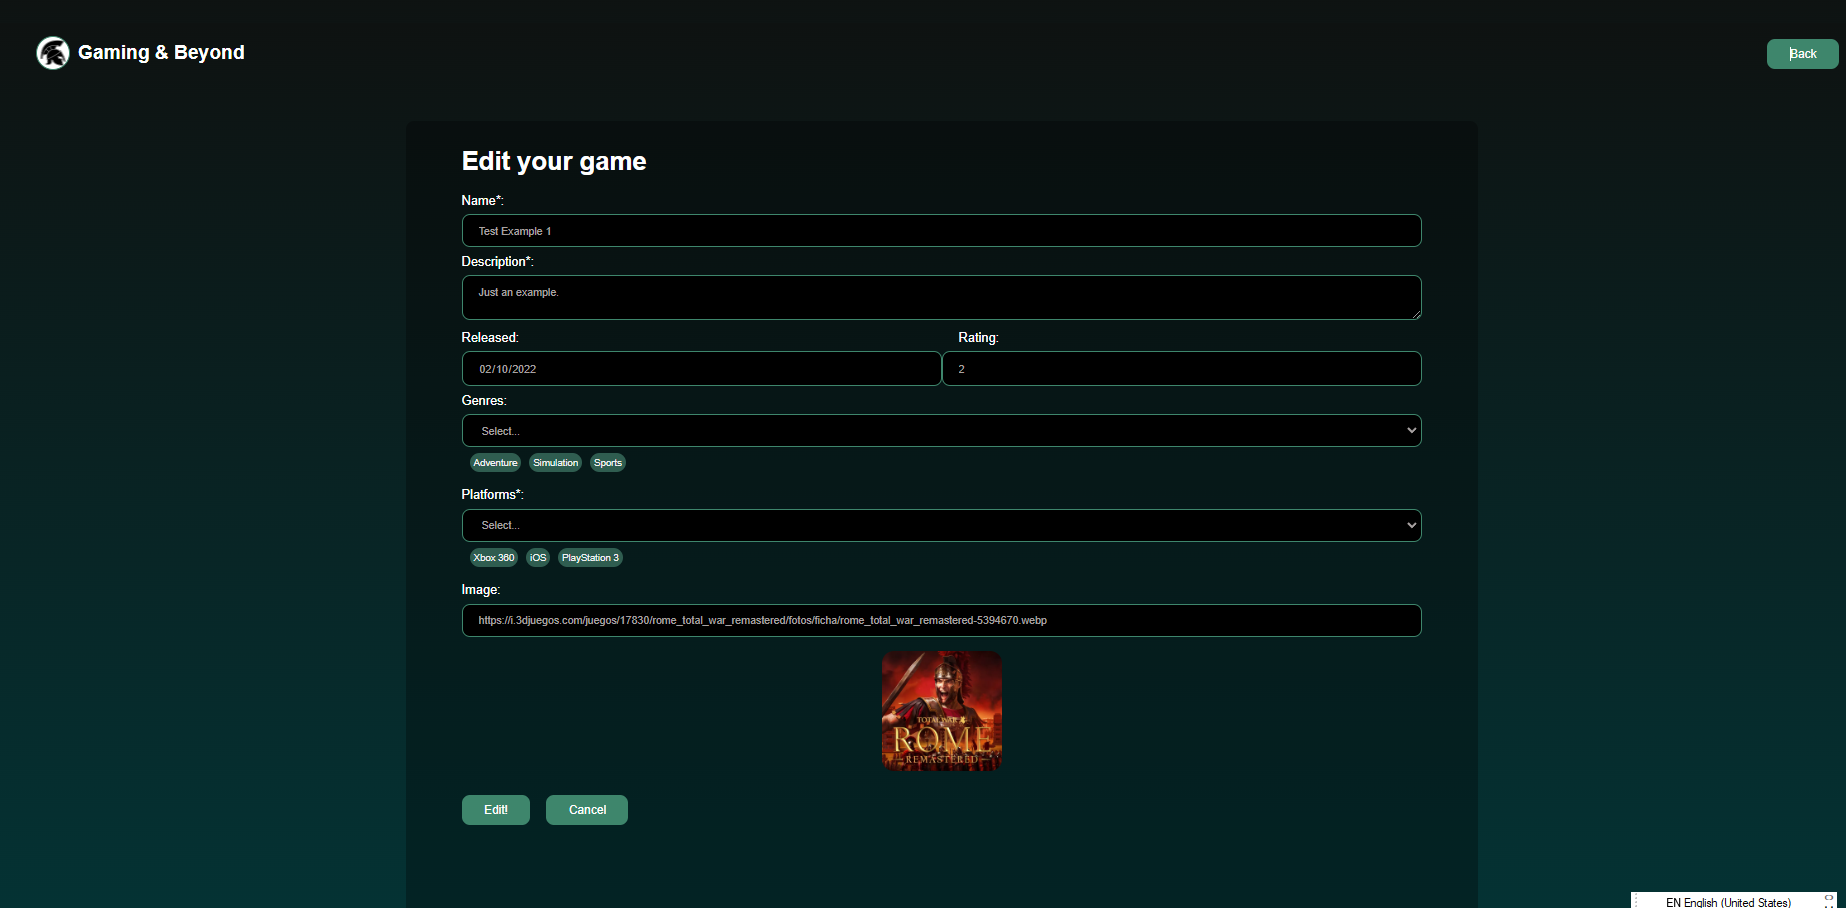 Gaming & Beyond
Back
Edit your game
Name*:
Test Example 1
Description*:
Just an example.
Released:
Rating:
02/10/2022
2
Genres:
Select...
Adventure Simulation Sports
Platforms*:
Select...
Xbox 360 iOS PlayStation 3
Image:
https://i.3djuegos.com/juegos/17830/rome_total_war_remastered/fotos/ficha/rome_total_war_remastered-5394670.webp
TOTAL WAR
ROME
REMASTERED
Edit!
Cancel
EN English (United States)